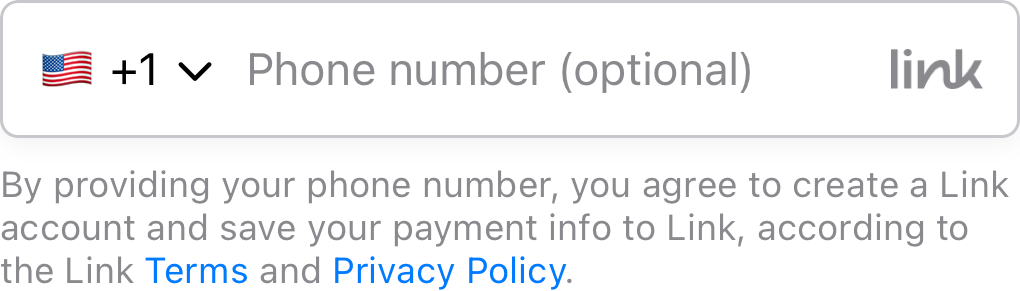 +1 Phone number (optional) link
By providing your phone number, you agree to create a Link
account and save your payment info to Link, according to
the Link Terms and Privacy Policy.